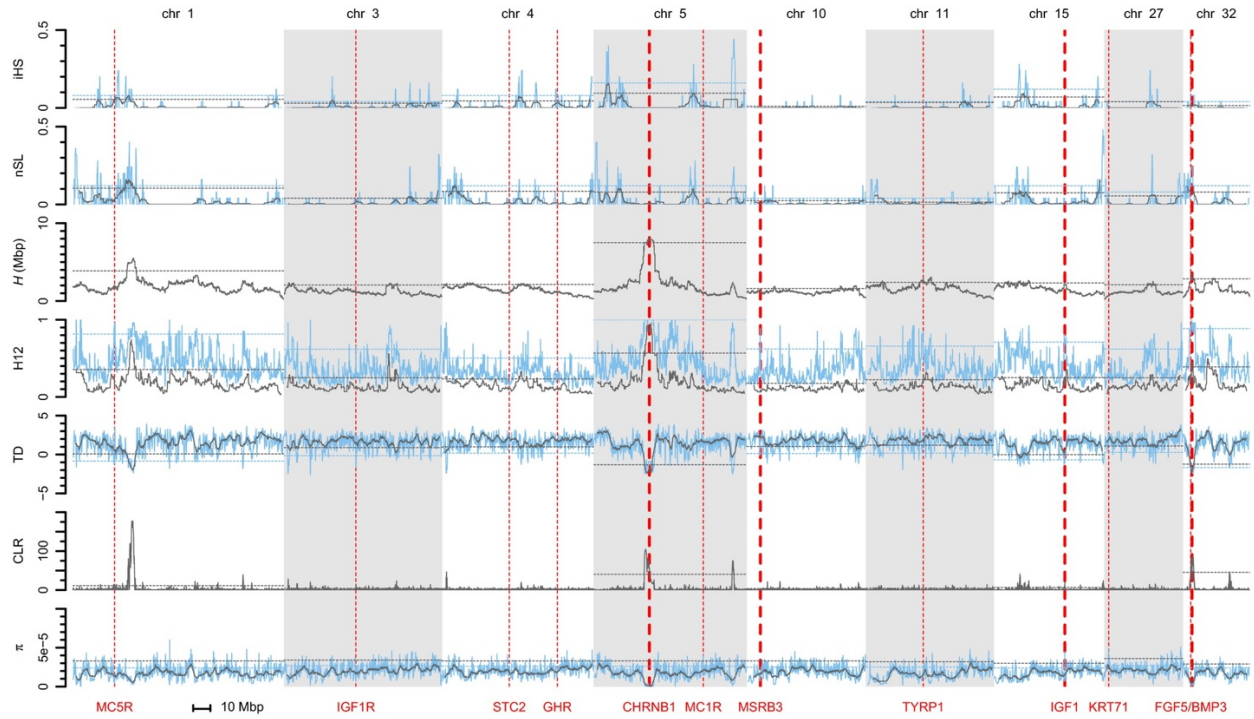 chr 1 chr 3 chr 4 chr 5 chr 10 chr 11 chr 15 chr 27 chr 32
iHS 0.5 0
nSL 0.5 0
H (Mbp) 10 5 0
H12 1 0
TD 5 0 −5
CLR 100 0
π 5e−5 0
MC5R 10 Mbp IGF1R STC2 GHR CHRNB1 MC1R MSRB3 TYRP1 IGF1 KRT71 FGF5/BMP3